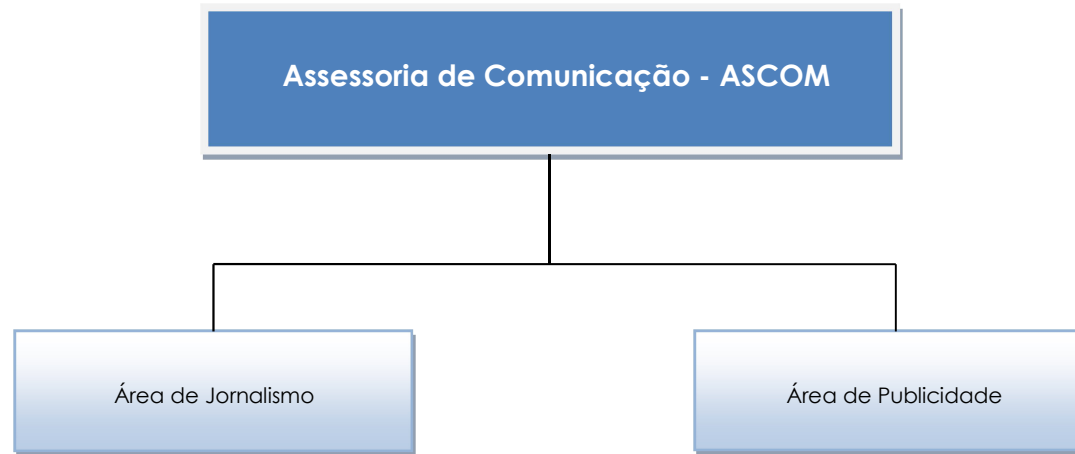 Assessoria de Comunicação - ASCOM
Área de Jornalismo
Área de Publicidade